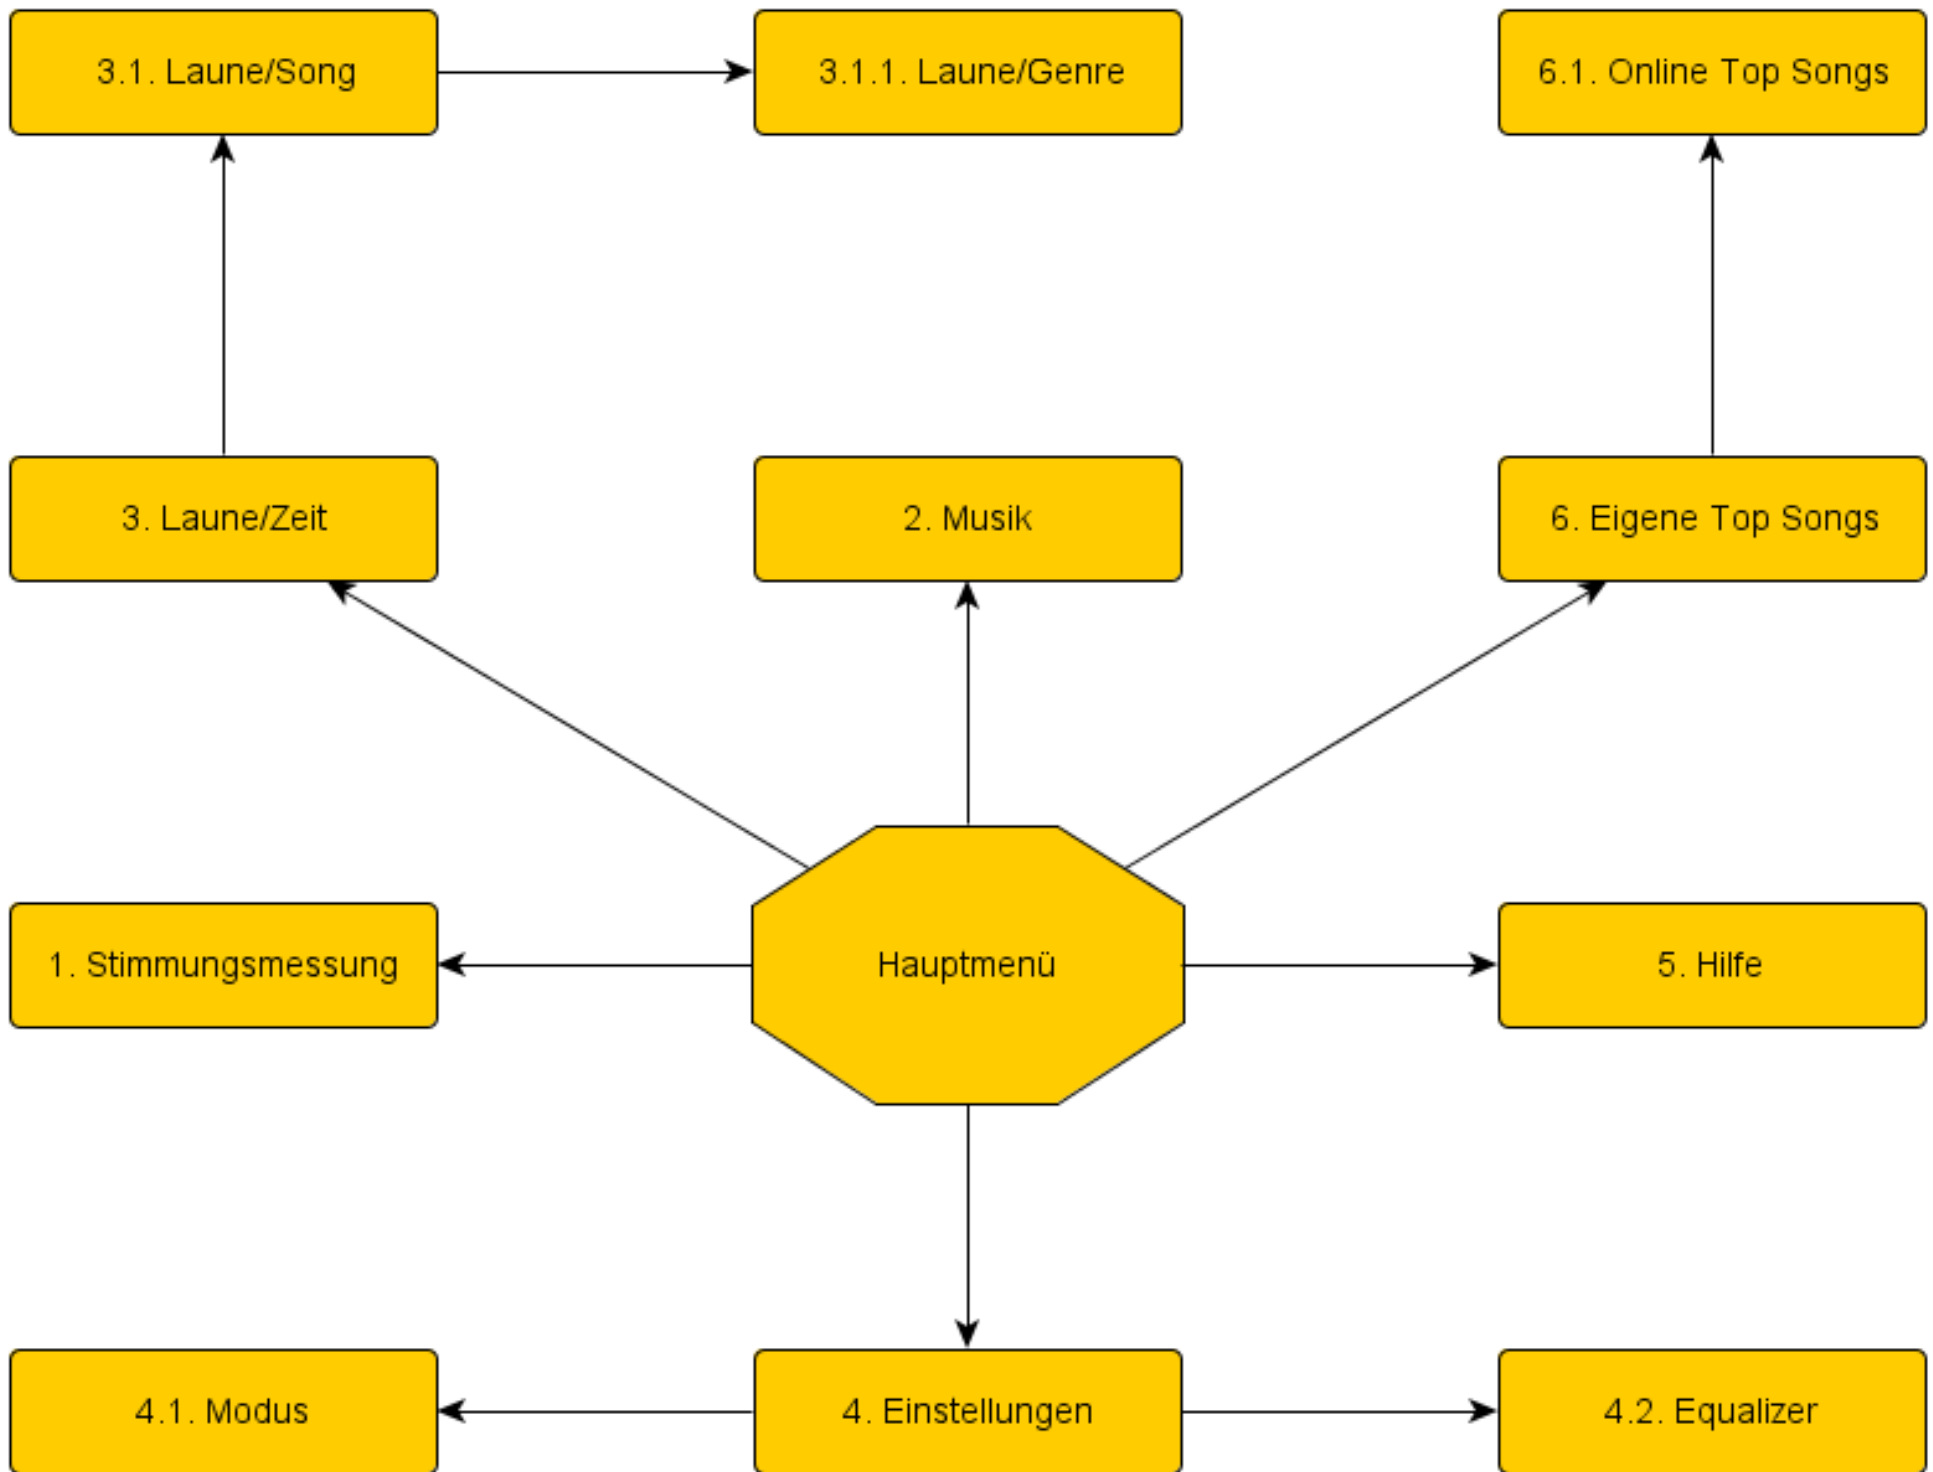 3.1. Laune/Song
3.1.1. Laune/Genre
6.1. Online Top Songs
3. Laune/Zeit
2. Musik
6. Eigene Top Songs
1. Stimmungsmessung
Hauptmenü
5. Hilfe
4.1. Modus
4. Einstellungen
4.2. Equalizer